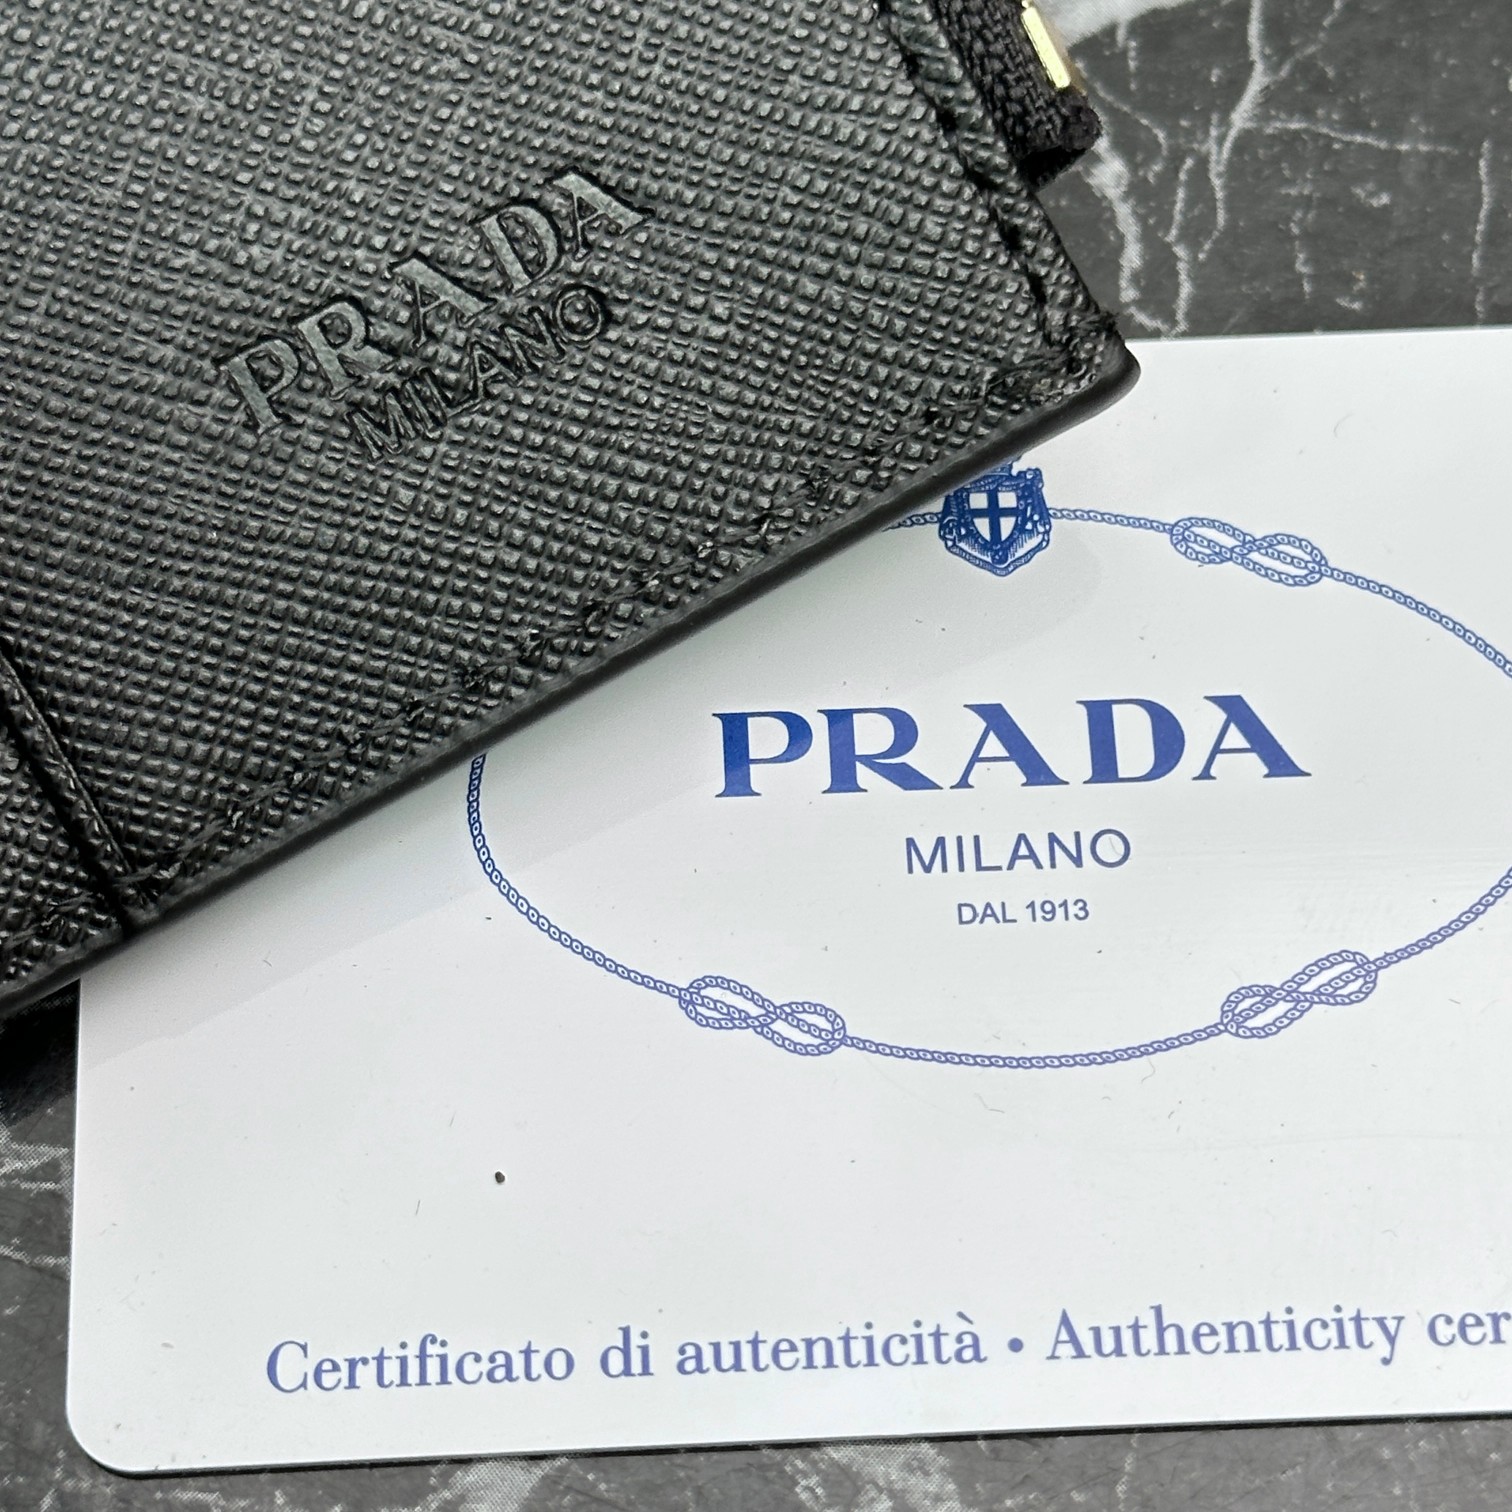 PRADA
MILANO
PRADA
MILANO
DAL 1913
Certificato di autenticità • Authenticity cer